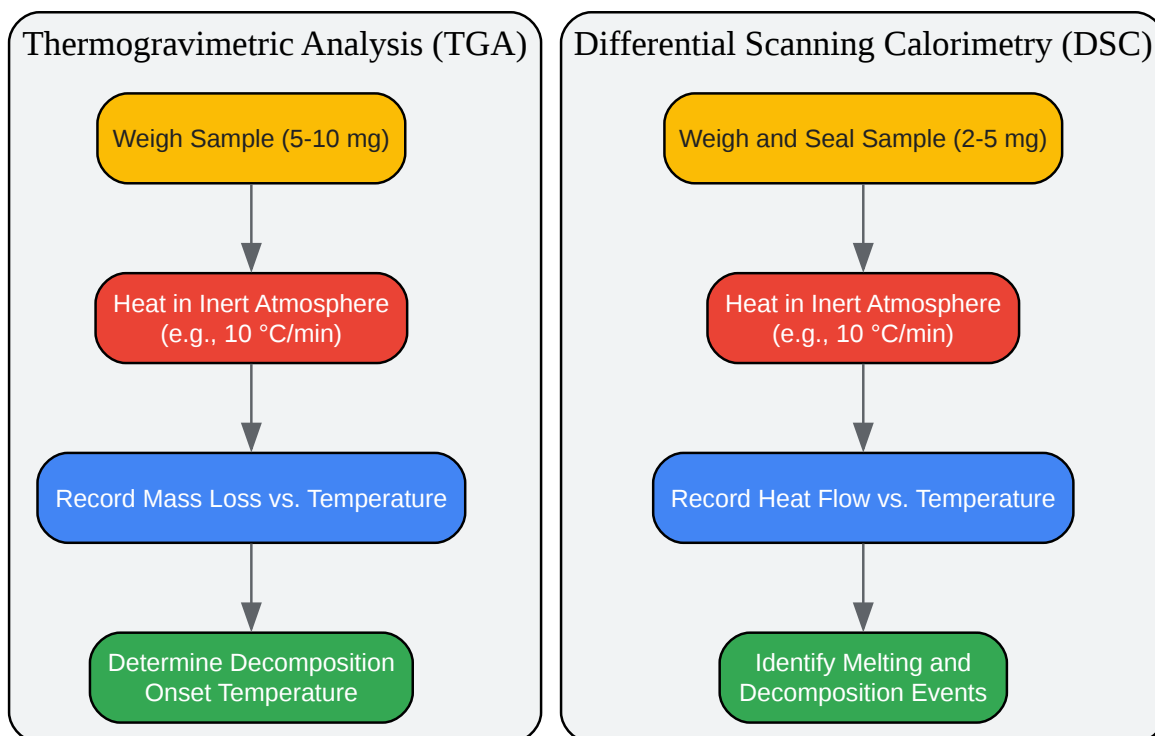 Thermogravimetric Analysis (TGA)
Weigh Sample (5-10 mg)
Heat in Inert Atmosphere
(e.g., 10 °C/min)
Record Mass Loss vs. Temperature
Determine Decomposition
Onset Temperature
Differential Scanning Calorimetry (DSC)
Weigh and Seal Sample (2-5 mg)
Heat in Inert Atmosphere
(e.g., 10 °C/min)
Record Heat Flow vs. Temperature
Identify Melting and
Decomposition Events